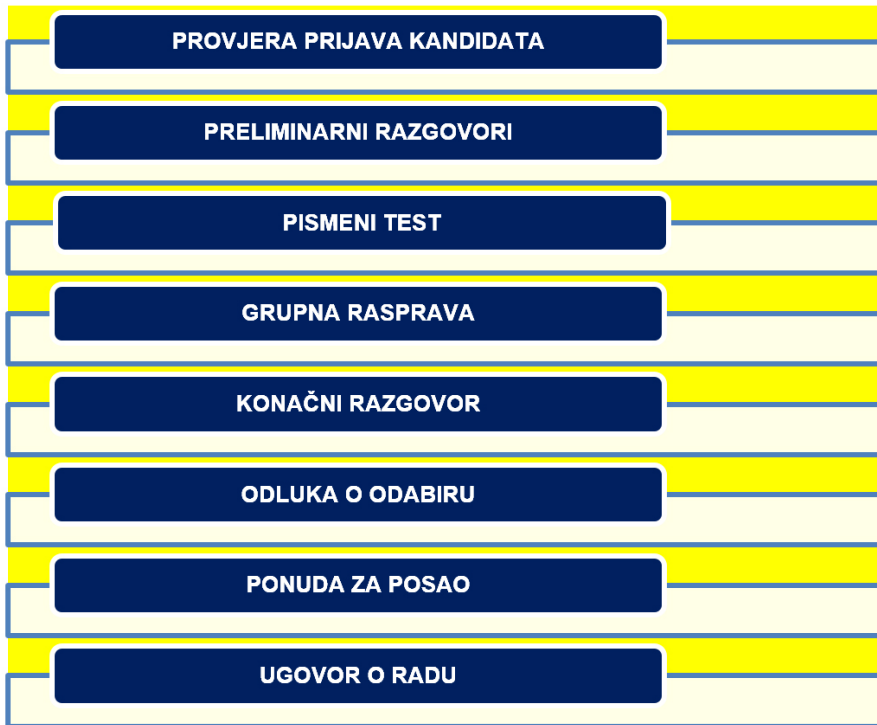 PROVJERA PRIJAVA KANDIDATA
PRELIMINARNI RAZGOVORI
PISMENI TEST
GRUPNA RASPRAVA
KONAČNI RAZGOVOR
ODLUKA O ODABIRU
PONUDA ZA POSAO
UGOVOR O RADU